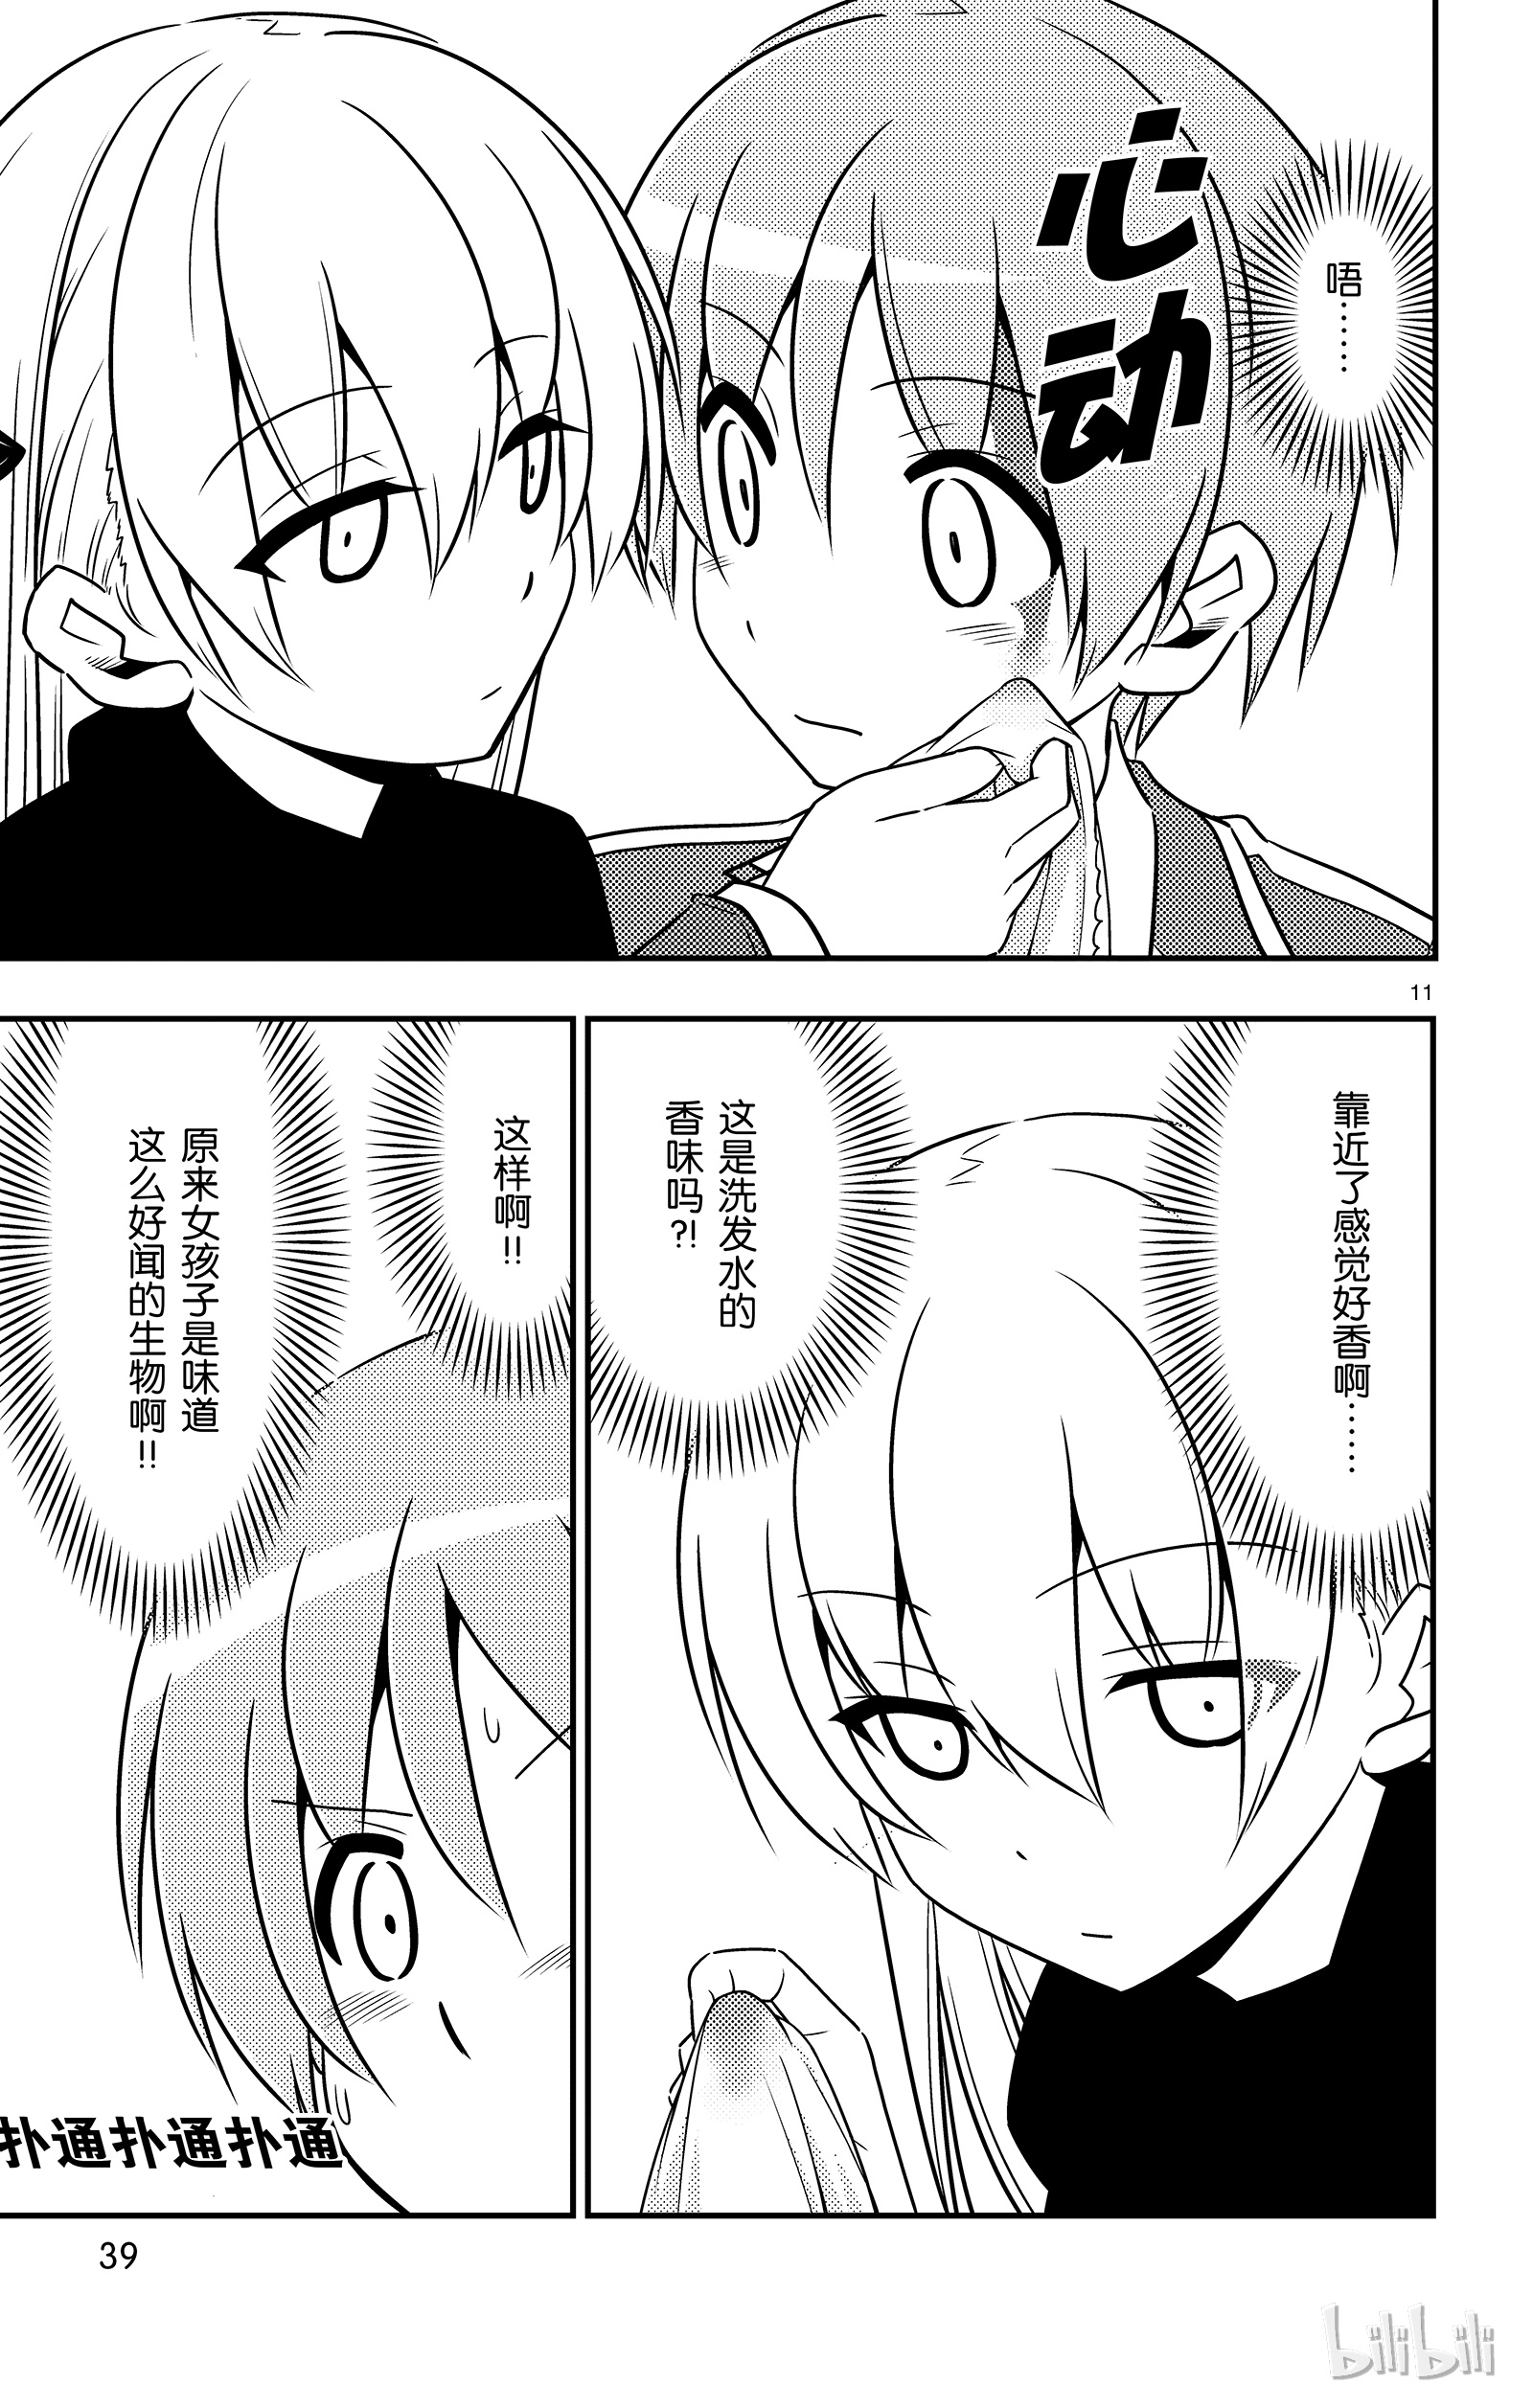 唔……
心动
11
靠近了感觉好香啊……
这是洗发水的
香味吗?!
这样啊!!
原来女孩子是味道
这么好闻的生物啊!!
扑通扑通扑通
39
bilibili